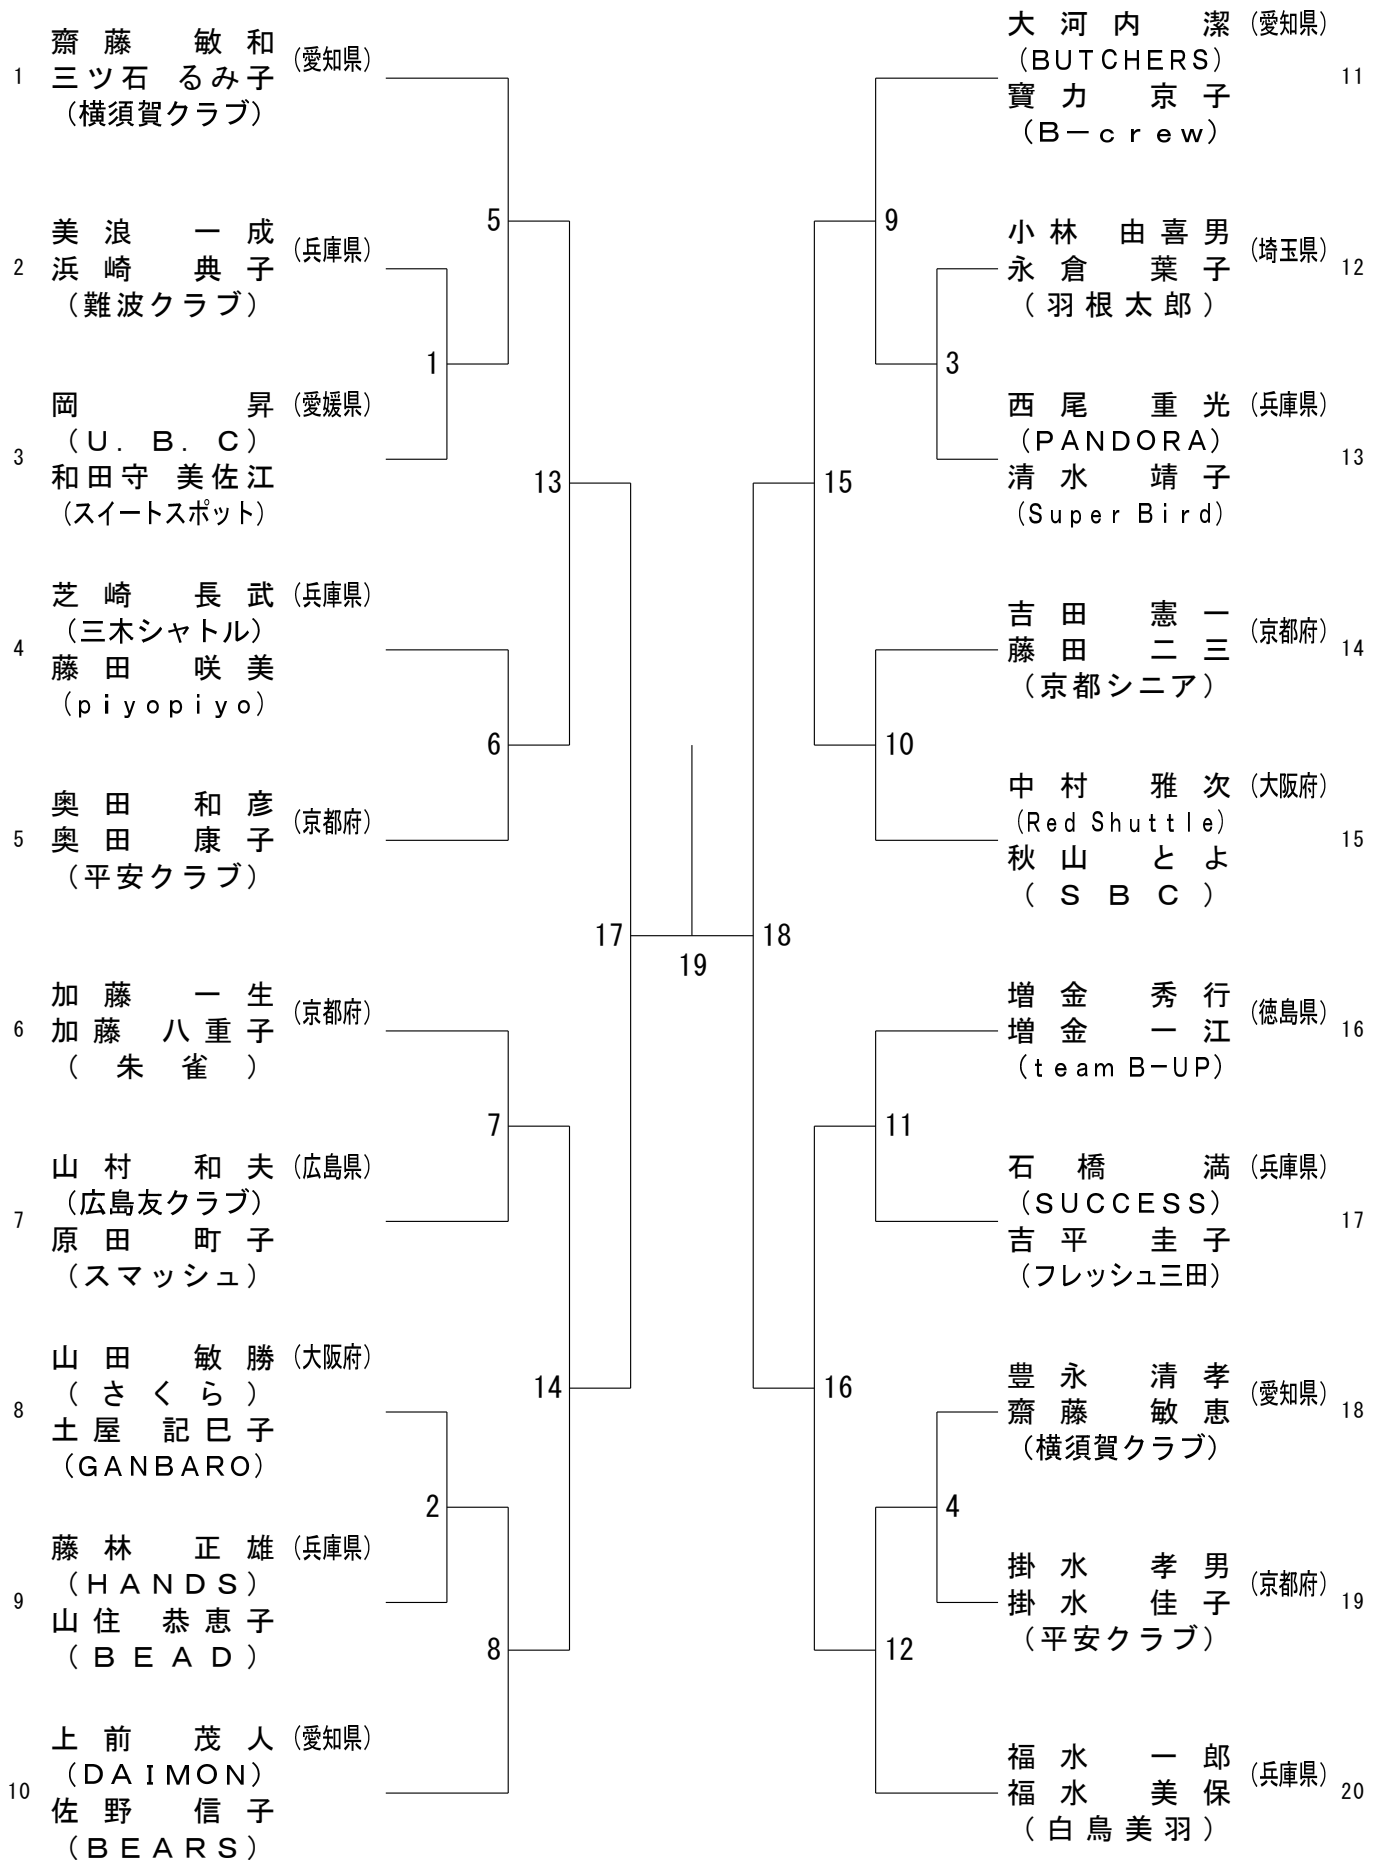 齋藤 敏和 (愛知県)
1 三ツ石 るみ子
(横須賀クラブ)
美浪 一成 (兵庫県)
2 浜崎 典子
(難波クラブ)
1
岡 昇 (愛媛県)
(U.B.C)
3 和田守 美佐江
(スイートスポット)
5
芝崎 長武 (兵庫県)
(三木シャトル)
4 藤田 咲美
(piyopiyo)
6
奥田 和彦 (京都府)
5 奥田 康子
(平安クラブ)
13
加藤 一生 (京都府)
6 加藤 八重子
(朱雀)
7
山村 和夫 (広島県)
(広島友クラブ)
7 原田 町子
(スマッシュ)
山田 敏勝 (大阪府)
(さくら)
8 土屋 記巳子
(GANBARO)
2
藤林 正雄 (兵庫県)
(HANDS)
9 山住 恭恵子
(BEAD)
8
上前 茂人 (愛知県)
(DAIMON)
10 佐野 信子
(BEARS)
14
17
19
18
大河内 潔 (愛知県)
(BUTCHERS)
11
寶力 京子
(B－crew)
9
小林 由喜男 (埼玉県)
永倉 葉子 12
(羽根太郎)
3
西尾 重光 (兵庫県)
(PANDORA)
清水 靖子 13
(Super Bird)
15
吉田 憲一 (京都府)
藤田 二三 14
(京都シニア)
10
中村 雅次 (大阪府)
(Red Shuttle)
15
秋山 とよ
(SBC)
増金 秀行 (徳島県)
増金 一江 16
(team B－UP)
11
石橋 満 (兵庫県)
(SUCCESS)
17
吉平 圭子
(フレッシュ三田)
16
豊永 清孝 (愛知県)
齋藤 敏恵 18
(横須賀クラブ)
4
掛水 孝男 (京都府)
掛水 佳子 19
(平安クラブ)
12
福水 一郎 (兵庫県)
福水 美保 20
(白鳥美羽)